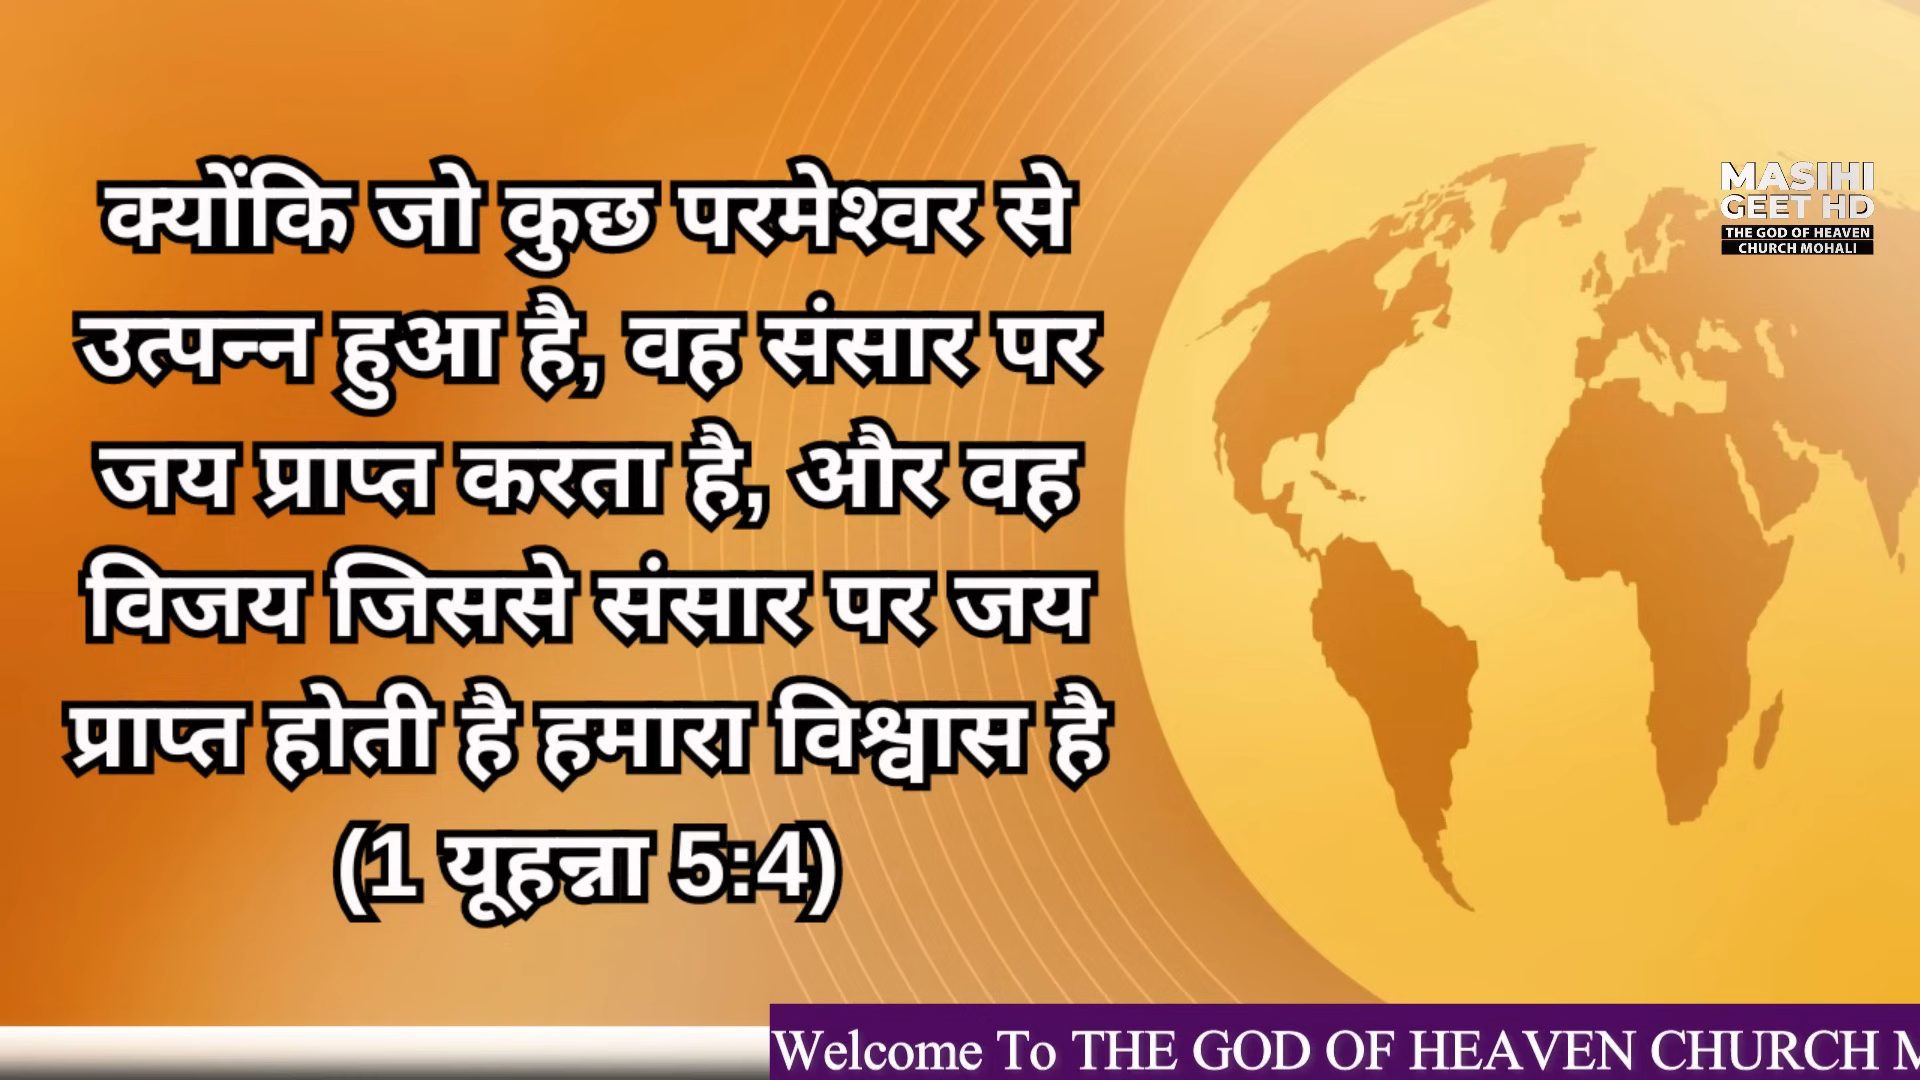 क्योंकि जो कुछ परमेश्वर से
उत्पन्न हुआ है, वह संसार पर
जय प्राप्त करता है, और वह
विजय जिससे संसार पर जय
प्राप्त होती है हमारा विश्वास है
(1 यूहन्ना 5:4)
MASIHI
GEET HD
THE GOD OF HEAVEN
CHURCH MOHALI
Welcome To THE GOD OF HEAVEN CHURCH M